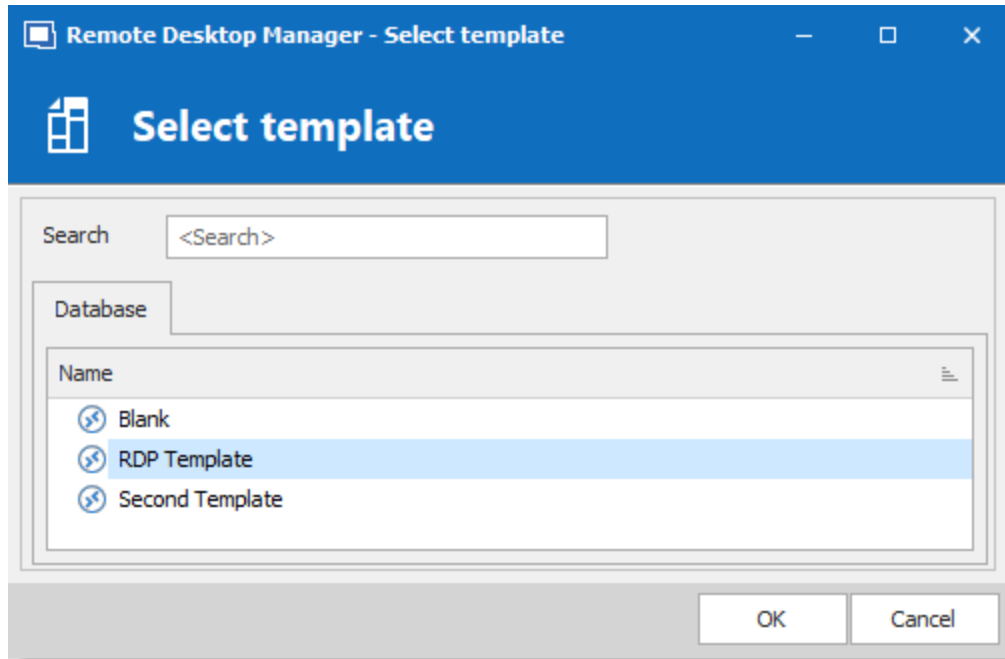 Remote Desktop Manager - Select template
Select template
Search <Search>
Database
Name
Blank
RDP Template
Second Template
OK Cancel